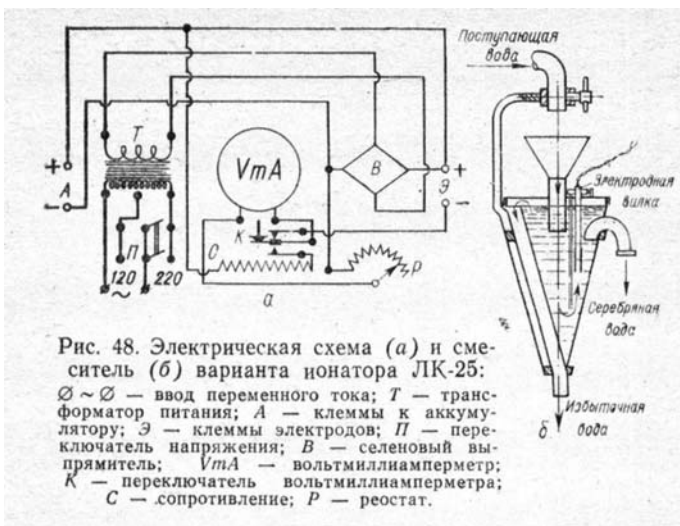 Поступающая
вода
T
+
A
−
VmA
B
+
Э
−
K
П
C
P
120
~
220
а
Электродная
вилка
Серебряная
вода
Избыточная
вода
б
Рис. 48. Электрическая схема (а) и сме-
ситель (б) варианта ионатора ЛК-25:
∅ ~ ∅ — ввод переменного тока; Т — транс-
форматор питания; А — клеммы к аккуму-
лятору; Э — клеммы электродов; П — пере-
ключатель напряжения; В — селеновый вы-
прямитель; VmA — вольтмиллиамперметр;
К — переключатель вольтмиллиамперметра;
С — сопротивление; Р — реостат.